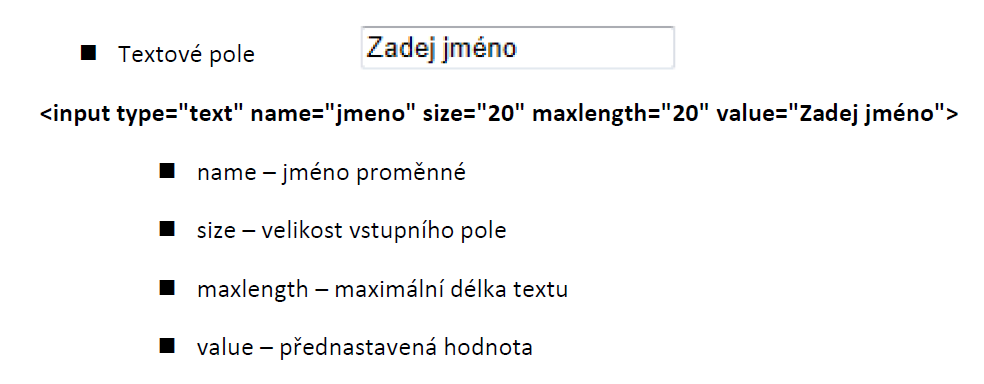 ■ Textové pole Zadej jméno
<input type="text" name="jmeno" size="20" maxlength="20" value="Zadej jméno">
■ name – jméno proměnné
■ size – velikost vstupního pole
■ maxlength – maximální délka textu
■ value – přednastavená hodnota